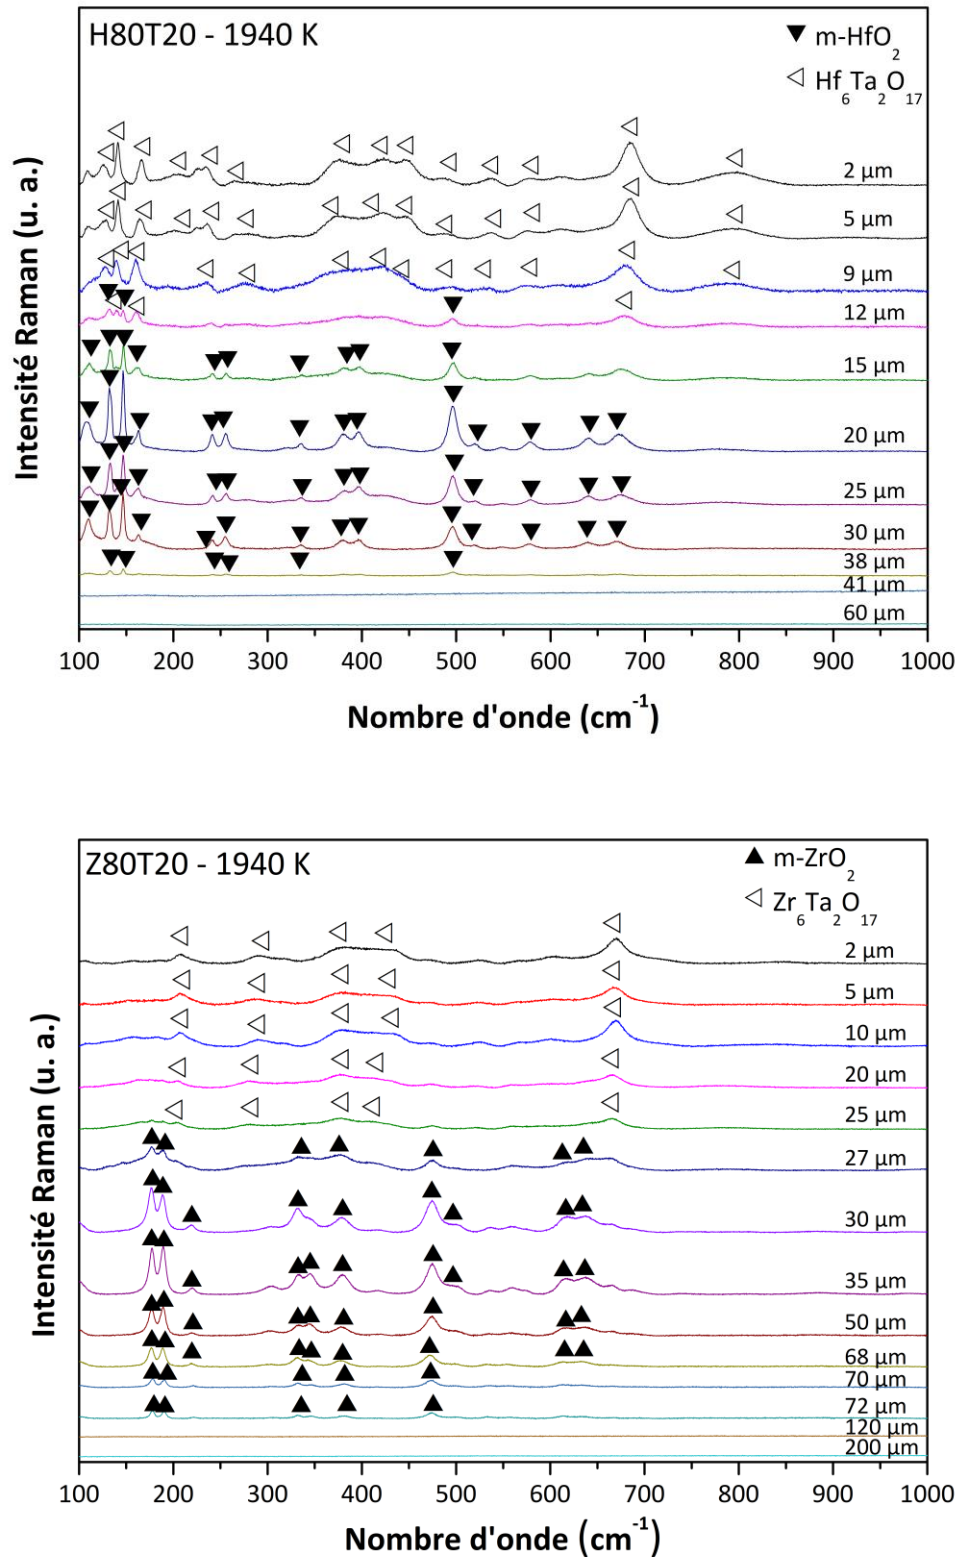 H80T20 - 1940 K
▼ m-HfO2
◁ Hf6Ta2O17
2 µm
5 µm
9 µm
12 µm
15 µm
20 µm
25 µm
30 µm
38 µm
41 µm
60 µm
Intensité Raman (u. a.)
100 200 300 400 500 600 700 800 900 1000
Nombre d'onde (cm-1)
Z80T20 - 1940 K
▲ m-ZrO2
◁ Zr6Ta2O17
2 µm
5 µm
10 µm
20 µm
25 µm
27 µm
30 µm
35 µm
50 µm
68 µm
70 µm
72 µm
120 µm
200 µm
Intensité Raman (u. a.)
100 200 300 400 500 600 700 800 900 1000
Nombre d'onde (cm-1)